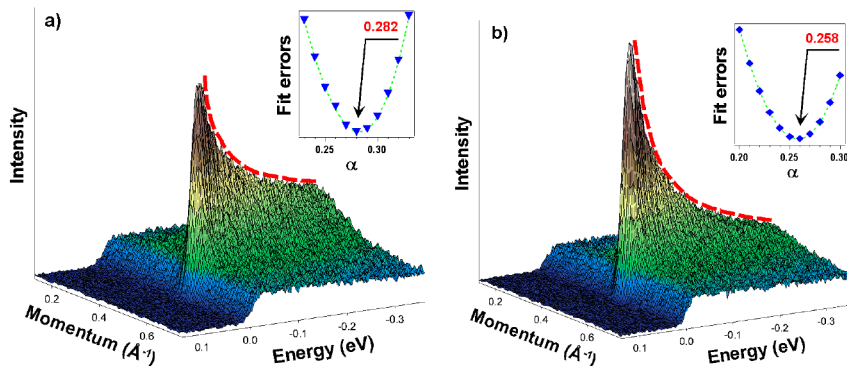 a)
Intensity
Momentum (Å⁻¹)
0.2
0.4
0.6
0.1
0.0
-0.1
-0.2
-0.3
Energy (eV)
Fit errors
0.282
0.25
0.30
α
b)
Intensity
Momentum (Å⁻¹)
0.2
0.4
0.6
0.1
0.0
-0.1
-0.2
-0.3
Energy (eV)
Fit errors
0.258
0.20
0.25
0.30
α